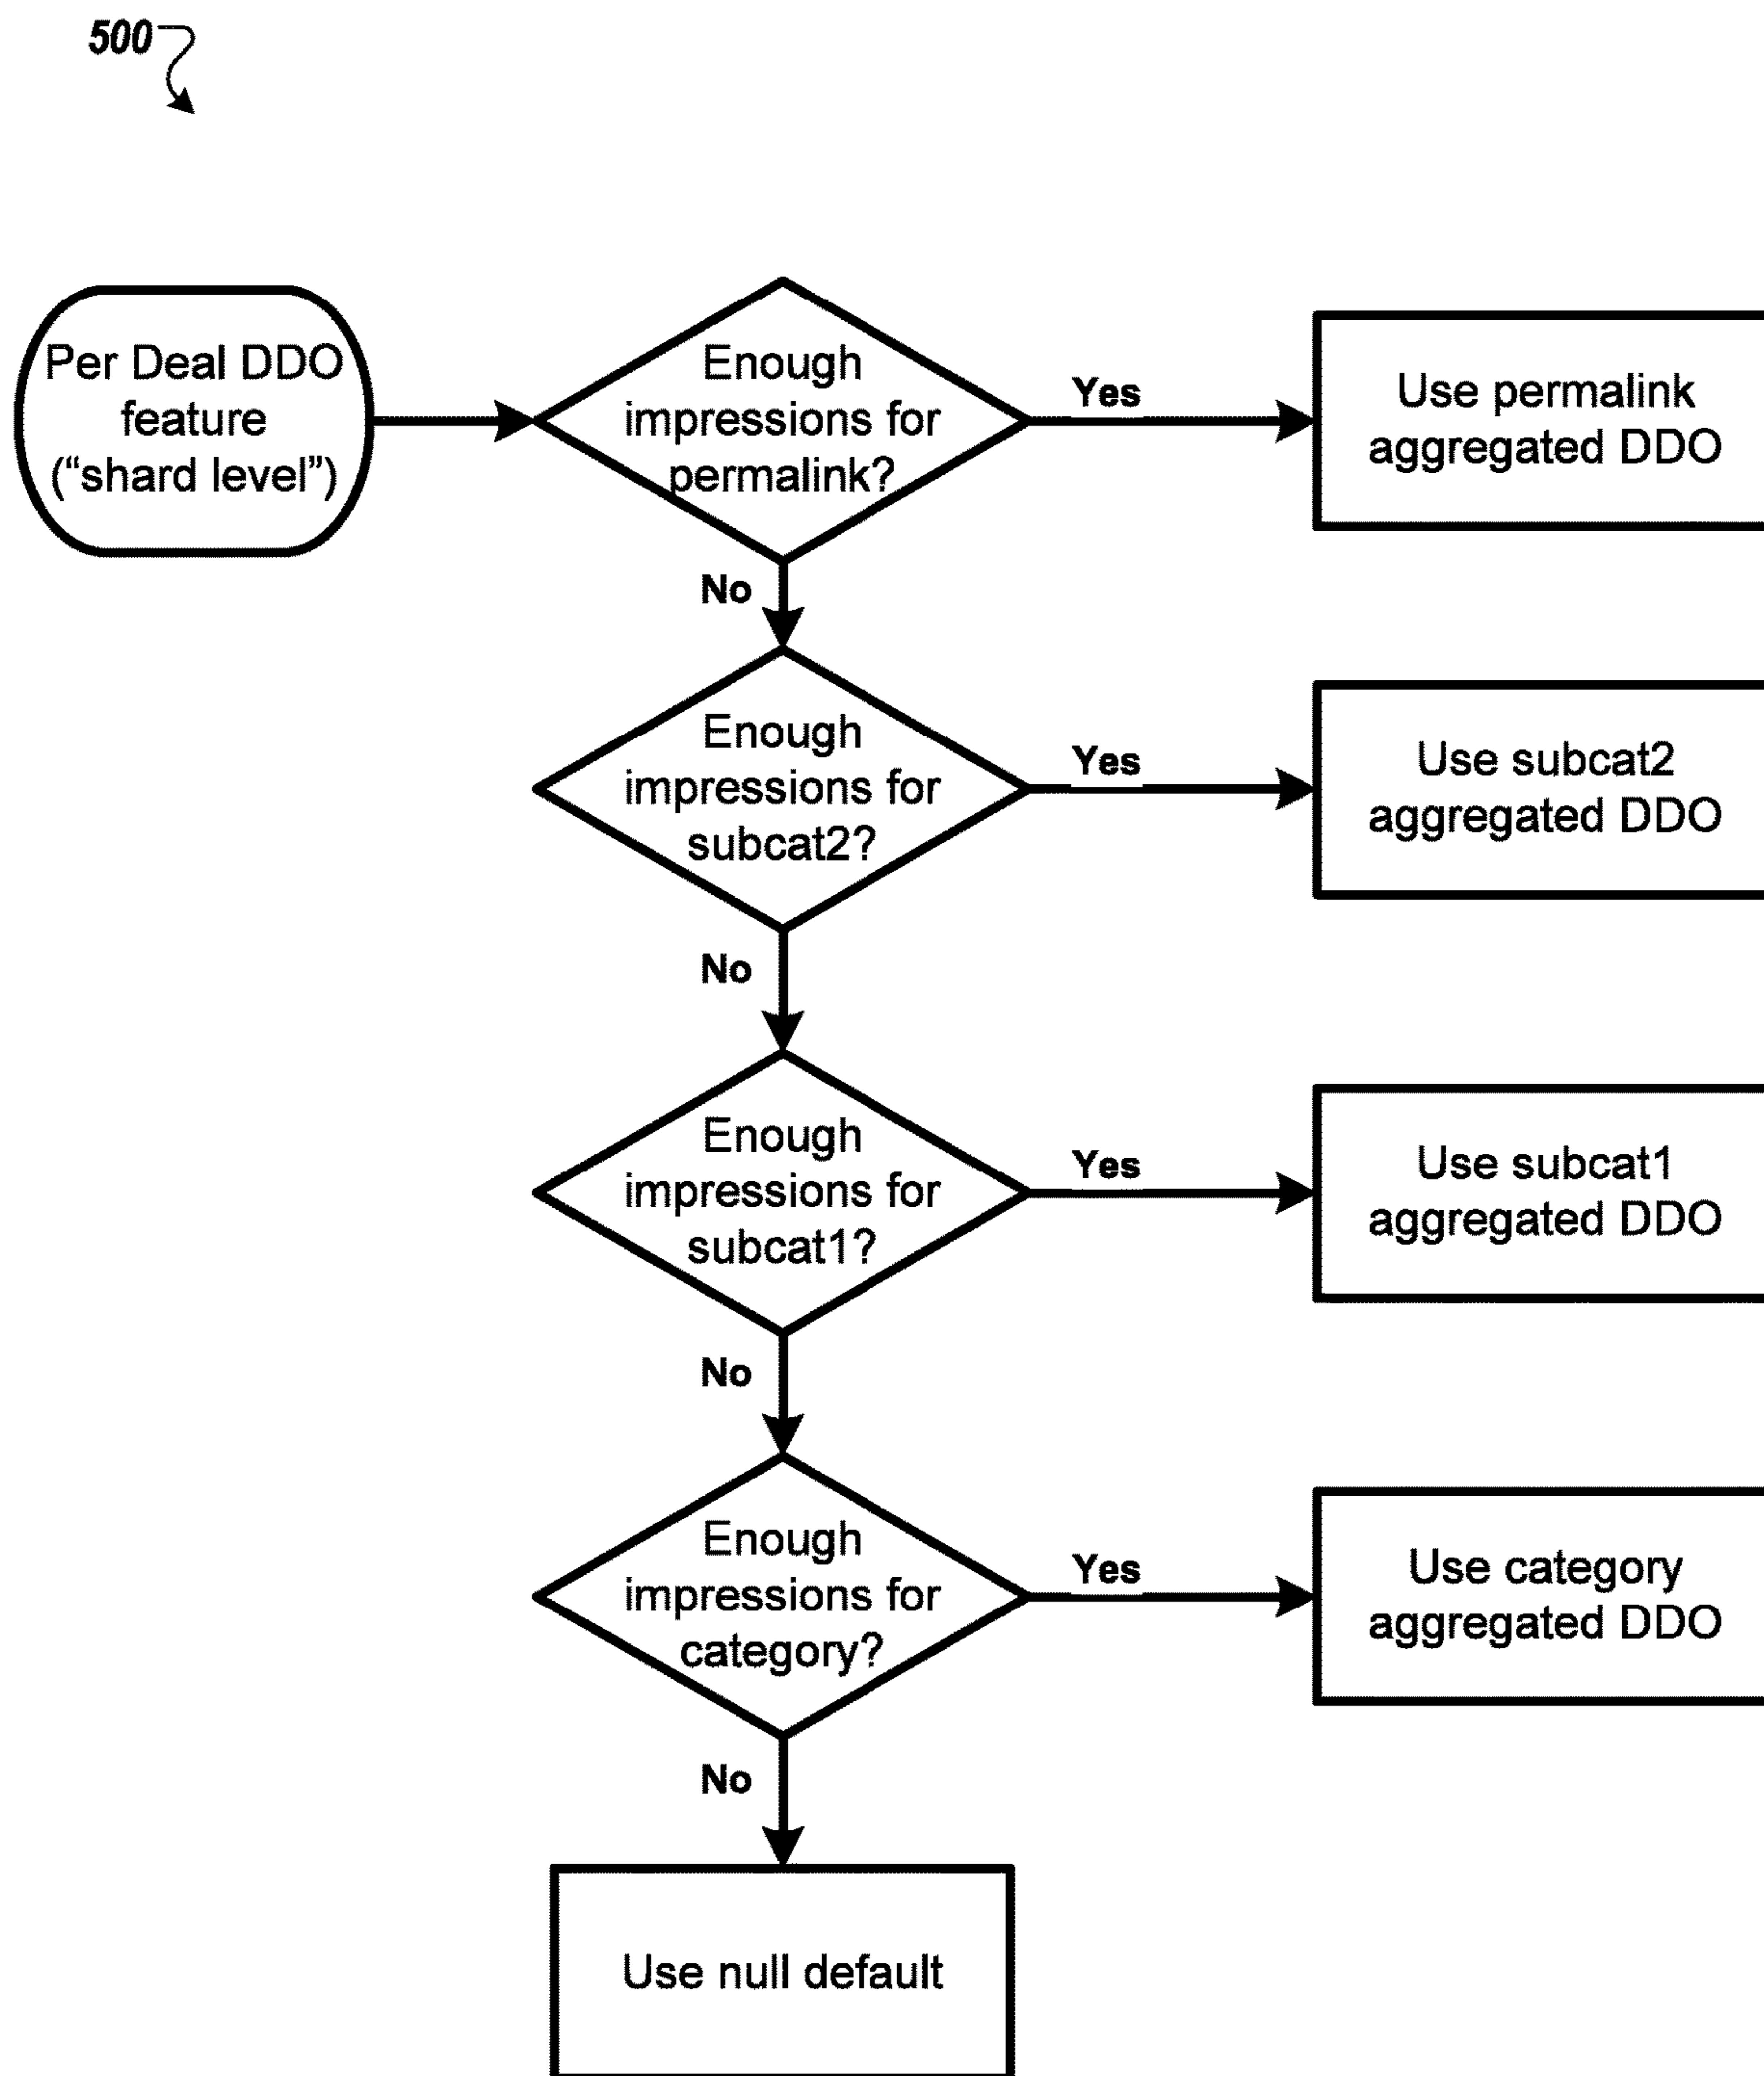 500
Per Deal DDO
feature
(“shard level”)
Enough
impressions for
permalink?
Yes
Use permalink
aggregated DDO
No
Enough
impressions for
subcat2?
Yes
Use subcat2
aggregated DDO
No
Enough
impressions for
subcat1?
Yes
Use subcat1
aggregated DDO
No
Enough
impressions for
category?
Yes
Use category
aggregated DDO
No
Use null default